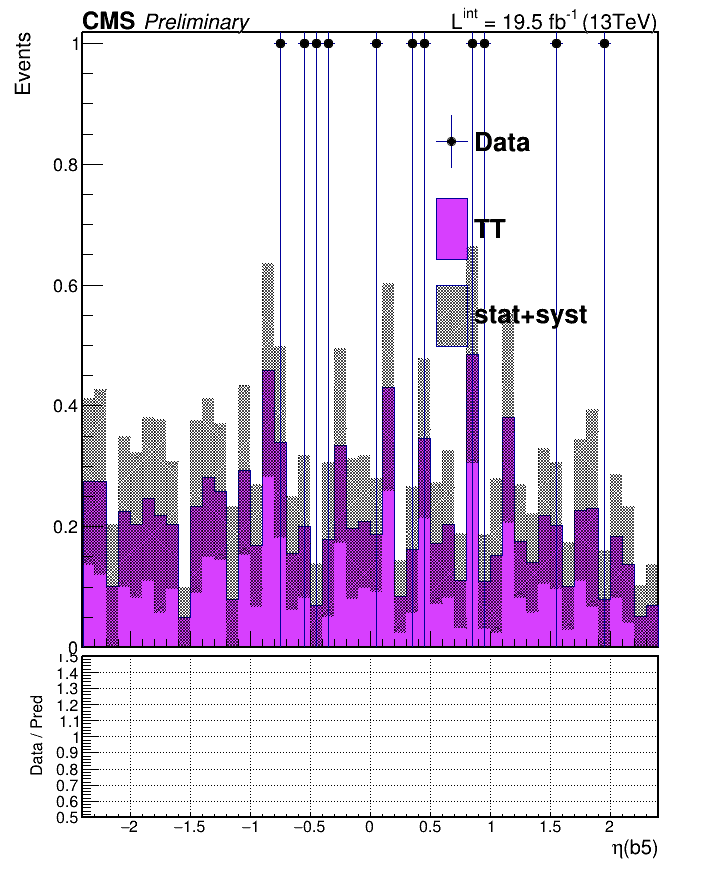 CMS Preliminary L^int = 19.5 fb^-1 (13TeV)
Events
1
0.8
0.6
0.4
0.2
0
Data
TT
stat+syst
Data / Pred
1.5
1.4
1.3
1.2
1.1
1
0.9
0.8
0.7
0.6
0.5
−2 −1.5 −1 −0.5 0 0.5 1 1.5 2
η(b5)